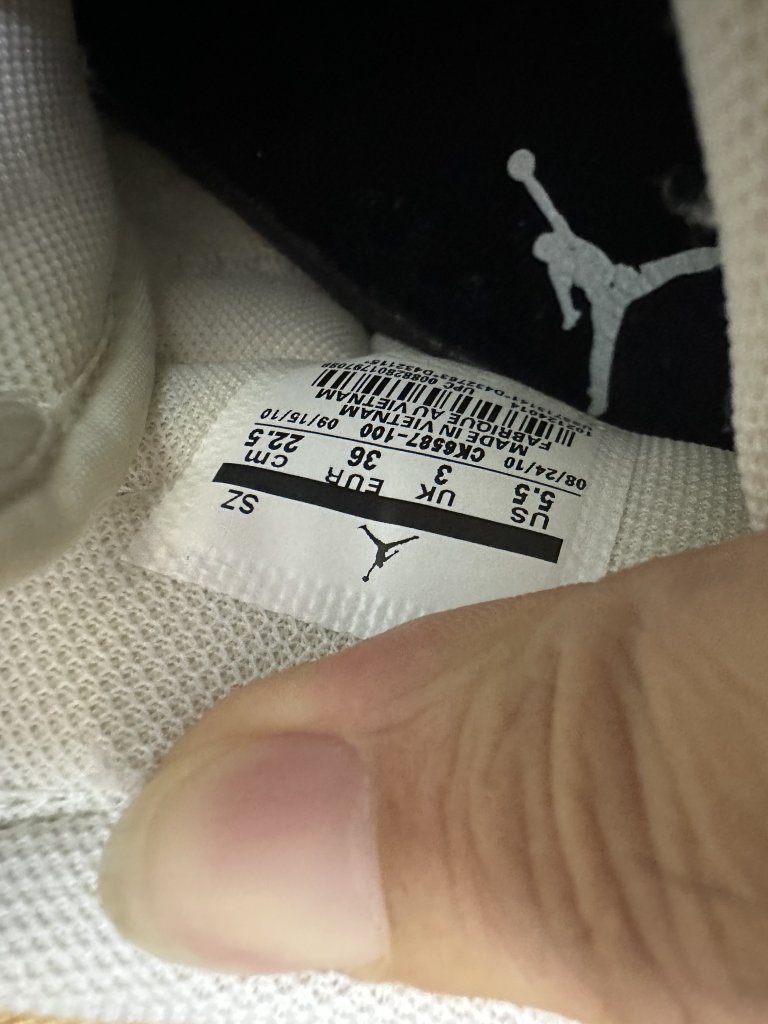 SZ
US UK EUR cm
5.5 3 36 22.5
08/24/10 CK6587-100 09/15/10
MADE IN VIETNAM
FABRIQUE AU VIETNAM
UPC